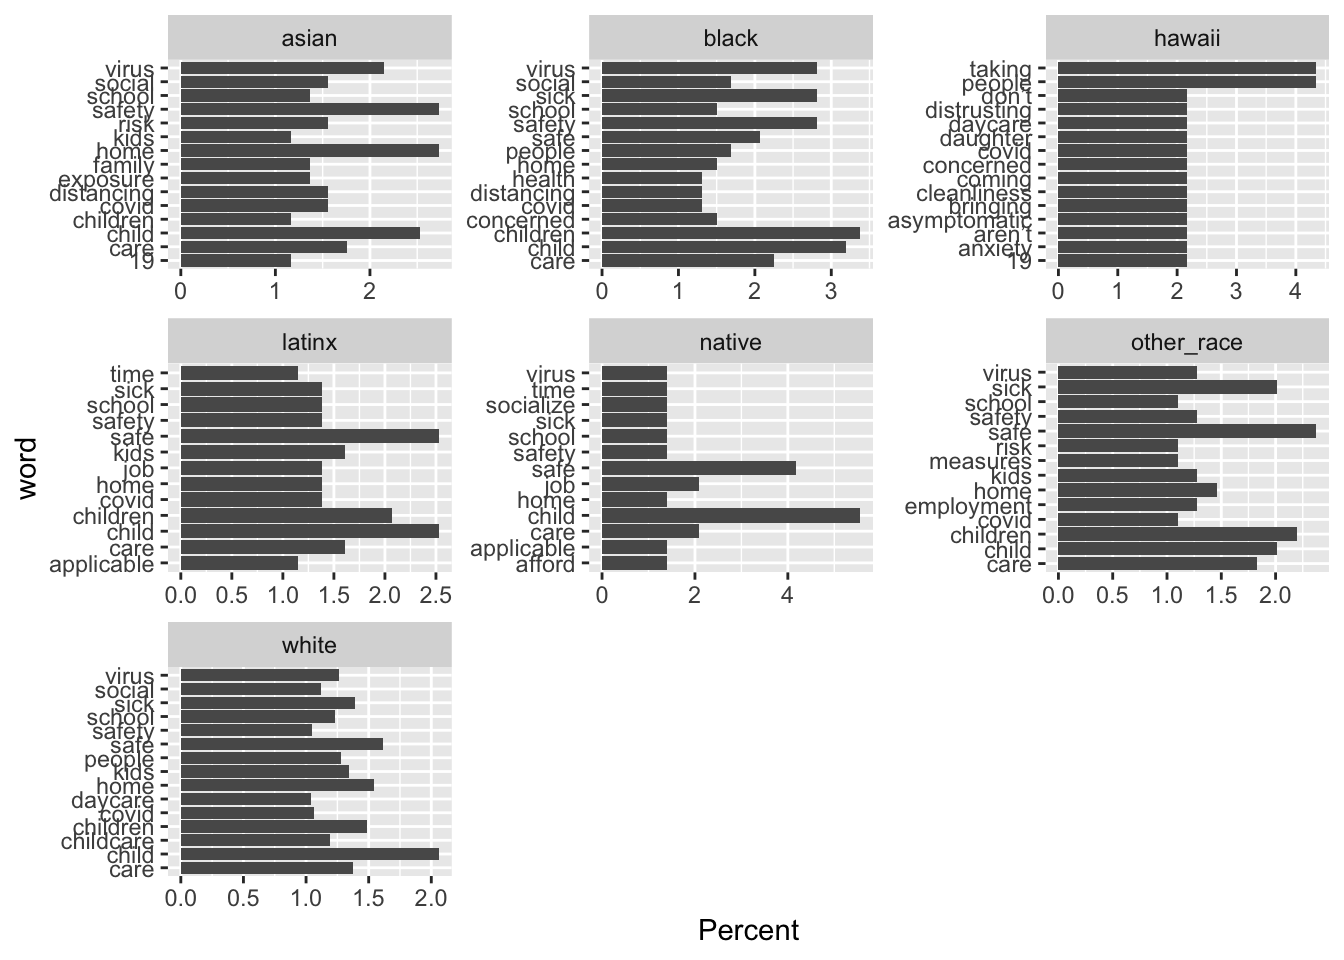 asian
virus
social
school
safety
risk
kids
home
family
exposure
distancing
covid
children
child
care
19
0 1 2
black
virus
social
sick
school
safety
safe
people
home
health
distancing
covid
concerned
children
child
care
0 1 2 3
hawaii
taking
people
don't
distrusting
daycare
daughter
covid
concerned
coming
cleanliness
bringing
asymptomatic
aren't
anxiety
19
0 1 2 3 4
latinx
time
sick
school
safety
safe
kids
job
home
covid
children
child
care
applicable
0.0 0.5 1.0 1.5 2.0 2.5
native
virus
time
socialize
sick
school
safety
safe
job
home
child
care
applicable
afford
0 2 4
other_race
virus
sick
school
safety
safe
risk
measures
kids
home
employment
covid
children
child
care
0.0 0.5 1.0 1.5 2.0
white
virus
social
sick
school
safety
safe
people
kids
home
daycare
covid
children
childcare
child
care
0.0 0.5 1.0 1.5 2.0
word
Percent